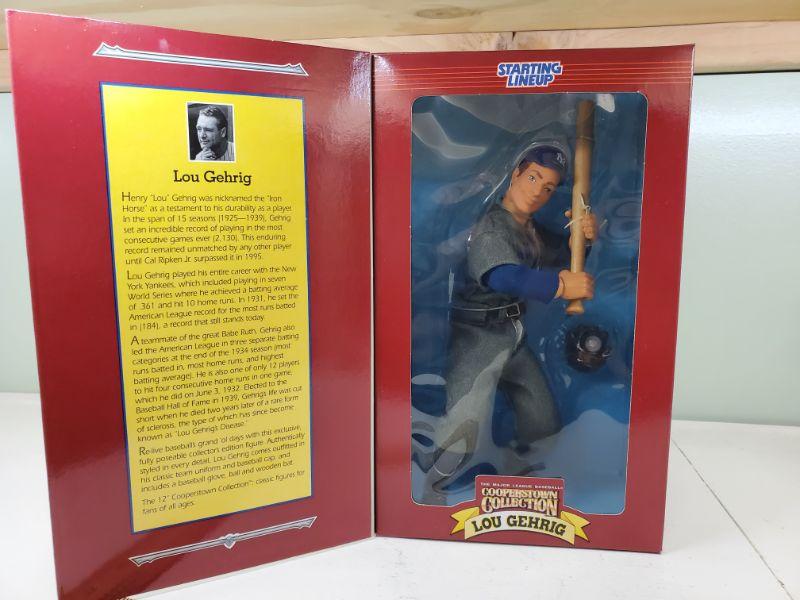 Lou Gehrig
Henry "Lou" Gehrig was nicknamed the "Iron
Horse" as a testament to his durability as a player.
In the span of 15 seasons (1925—1939), Gehrig
set an incredible record of playing in the most
consecutive games ever (2,130). This enduring
record remained unmatched by any other player
until Cal Ripken Jr. surpassed it in 1995.
Lou Gehrig played his entire career with the New
York Yankees, which included playing in seven
World Series where he achieved a batting average
of .361 and hit 10 home runs. In 1931, he set the
American League record for the most runs batted
in (184), a record that still stands today.
A teammate of the great Babe Ruth, Gehrig also
led the American League in three separate batting
categories at the end of the 1934 season (most
runs batted in, most home runs, and highest
batting average). He is also one of only 12 players
to hit four consecutive home runs in one game,
which he did on June 3, 1932. Elected to the
Baseball Hall of Fame in 1939, Gehrig's life was cut
short when he died two years later of a rare form
of sclerosis, the type of which has since become
known as "Lou Gehrig's Disease."
Re-live baseball's grand 'ol days with this exclusive,
fully poseable collectors edition figure. Authentically
styled in every detail, Lou Gehrig comes outfitted in
his classic team uniform and baseball cap, and
includes a baseball glove, ball and wooden bat.
The 12" Cooperstown Collection™: classic figures for
fans of all ages.
STARTING
LINEUP
NY
THE MAJOR LEAGUE BASEBALL®
COOPERSTOWN
COLLECTION
LOU GEHRIG